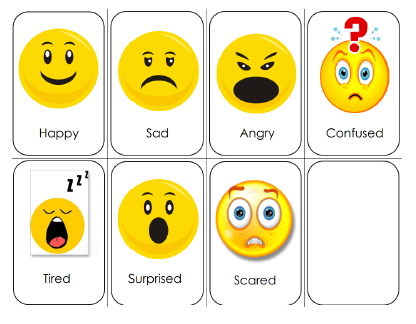 ?
Happy
Sad
Angry
Confused
z z z
Tired
Surprised
Scared